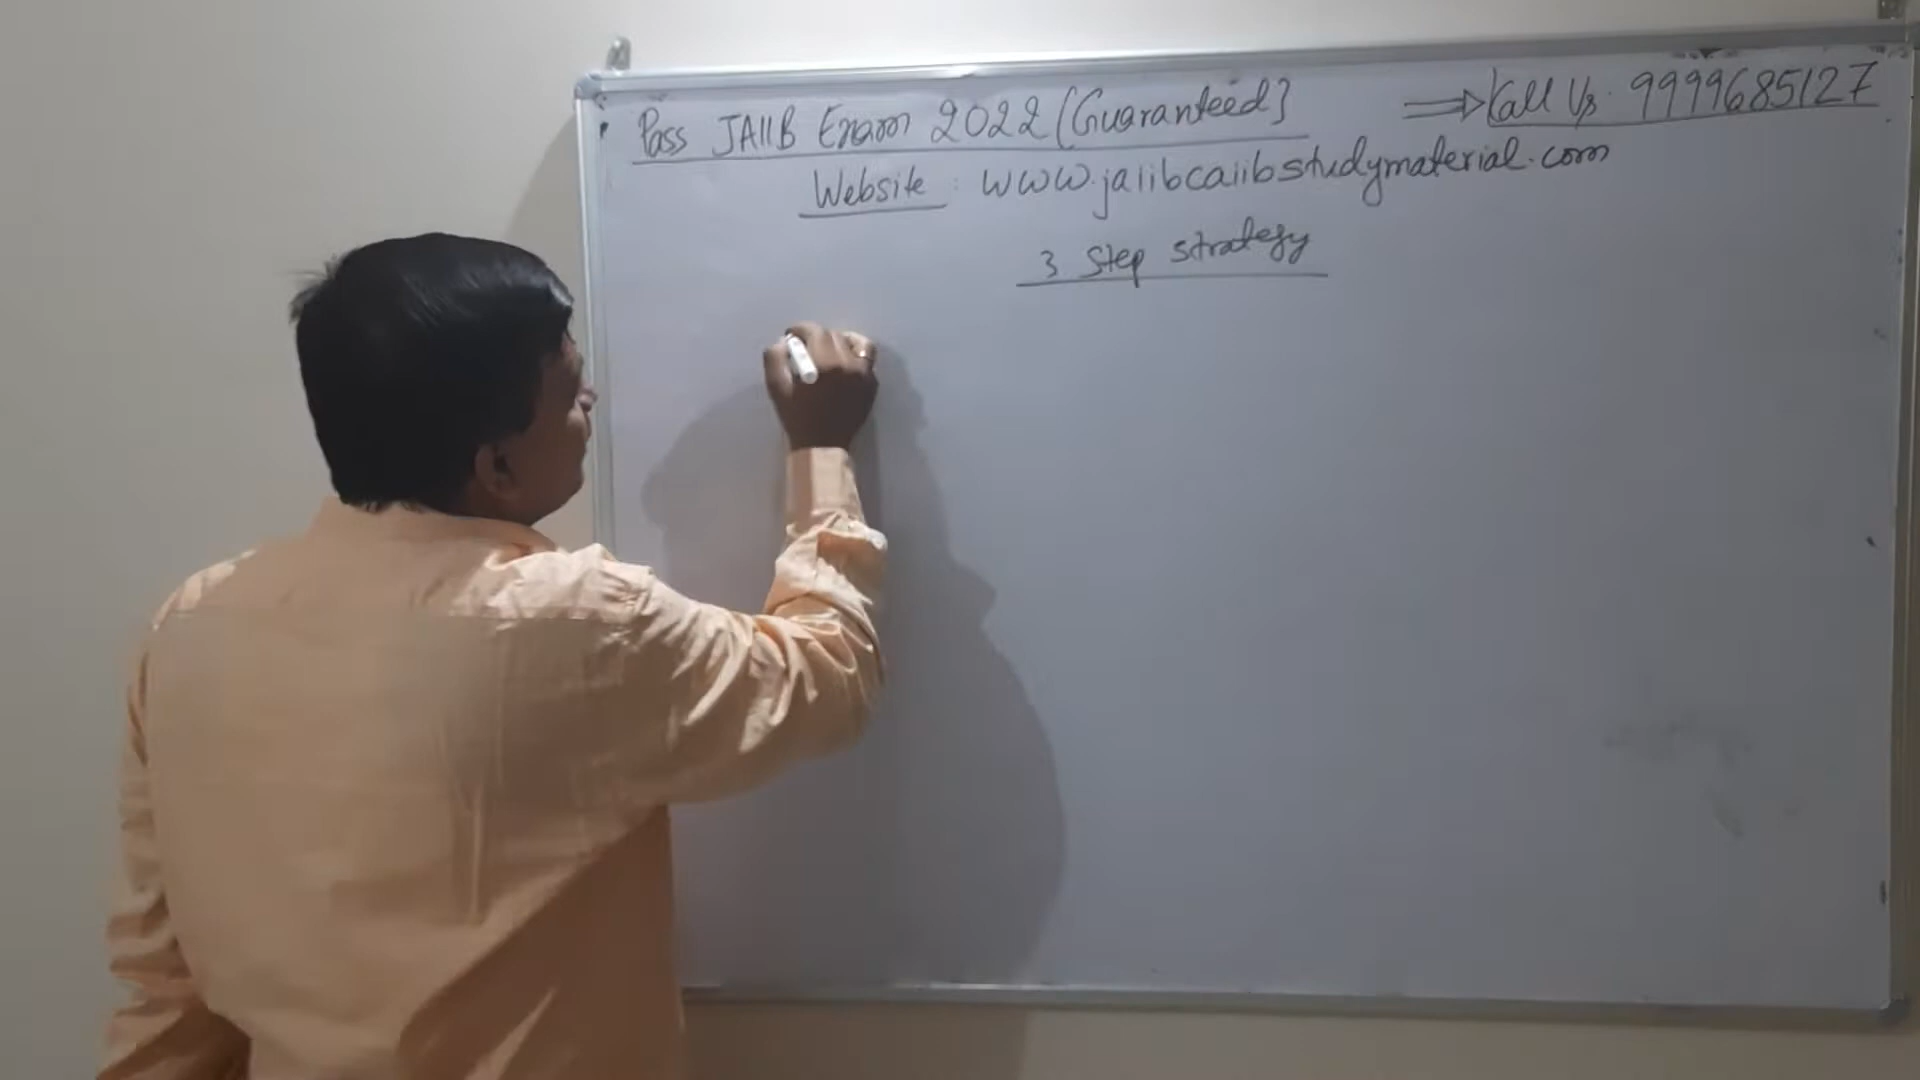 Pass JAIIB Exam 2022 (Guaranteed) ⇒ Call Us. 9999685127
Website : www.jaiibcaiibstudymaterial.com
3 Step Strategy